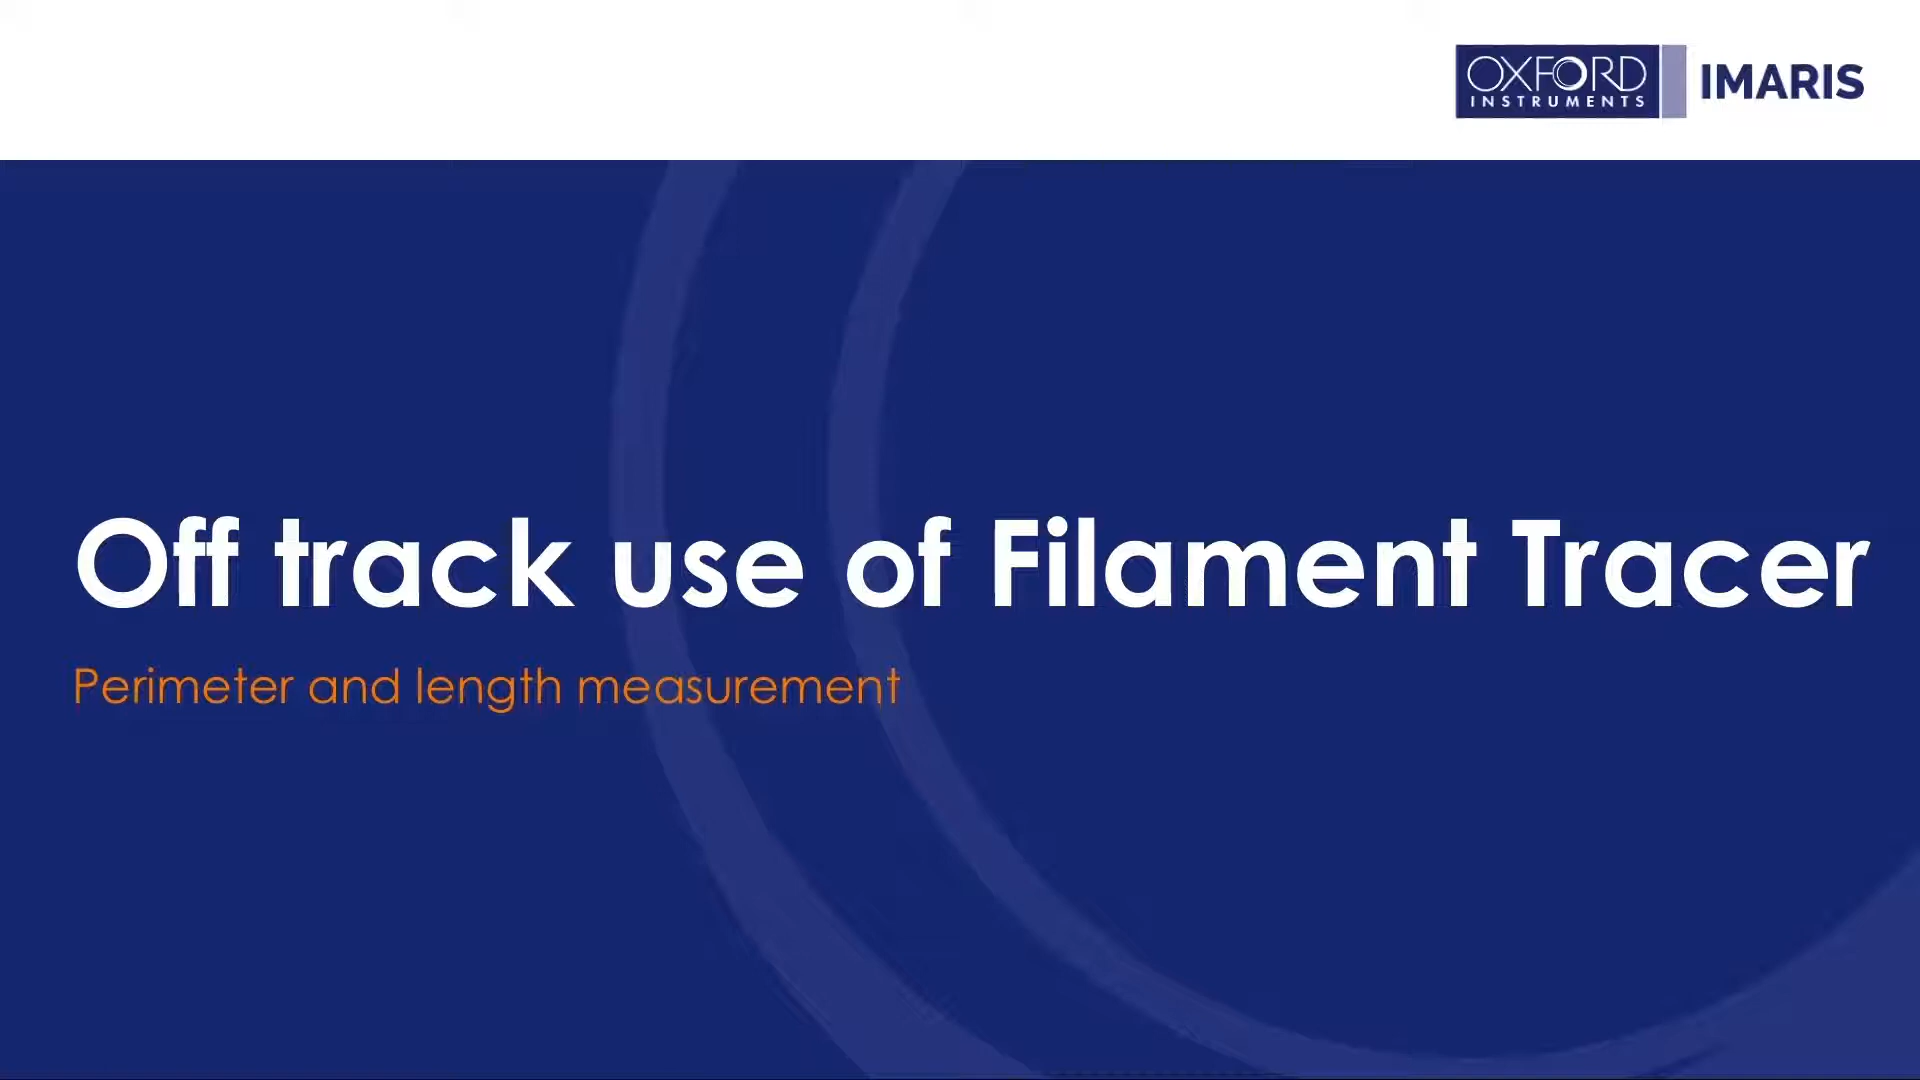 OXFORD
INSTRUMENTS
IMARIS
Off track use of Filament Tracer
Perimeter and length measurement